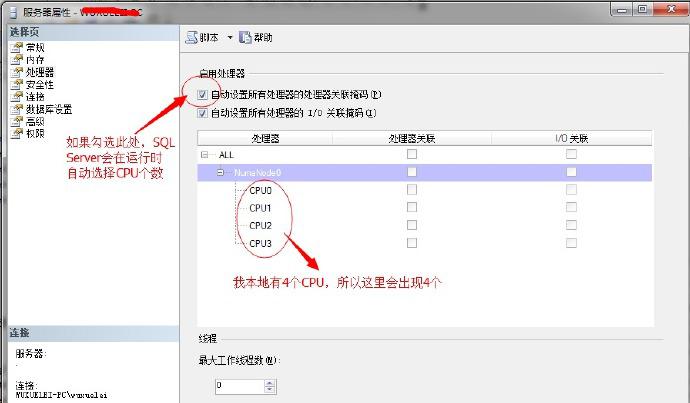 服务器属性 - WUXUELEI-PC
选择页
常规
内存
处理器
安全性
连接
数据库设置
高级
权限
脚本
帮助
启用处理器
自动设置所有处理器的处理器关联掩码(P)
自动设置所有处理器的 I/O 关联掩码(I)
如果勾选此处，SQL
Server会在运行时
自动选择CPU个数
处理器 处理器关联 I/O 关联
ALL
NumaNode0
CPU0
CPU1
CPU2
CPU3
我本地有4个CPU，所以这里会出现4个
线程
最大工作线程数(W):
0
连接
服务器:
.
连接:
WUXUELEI-PC\wuxuelei